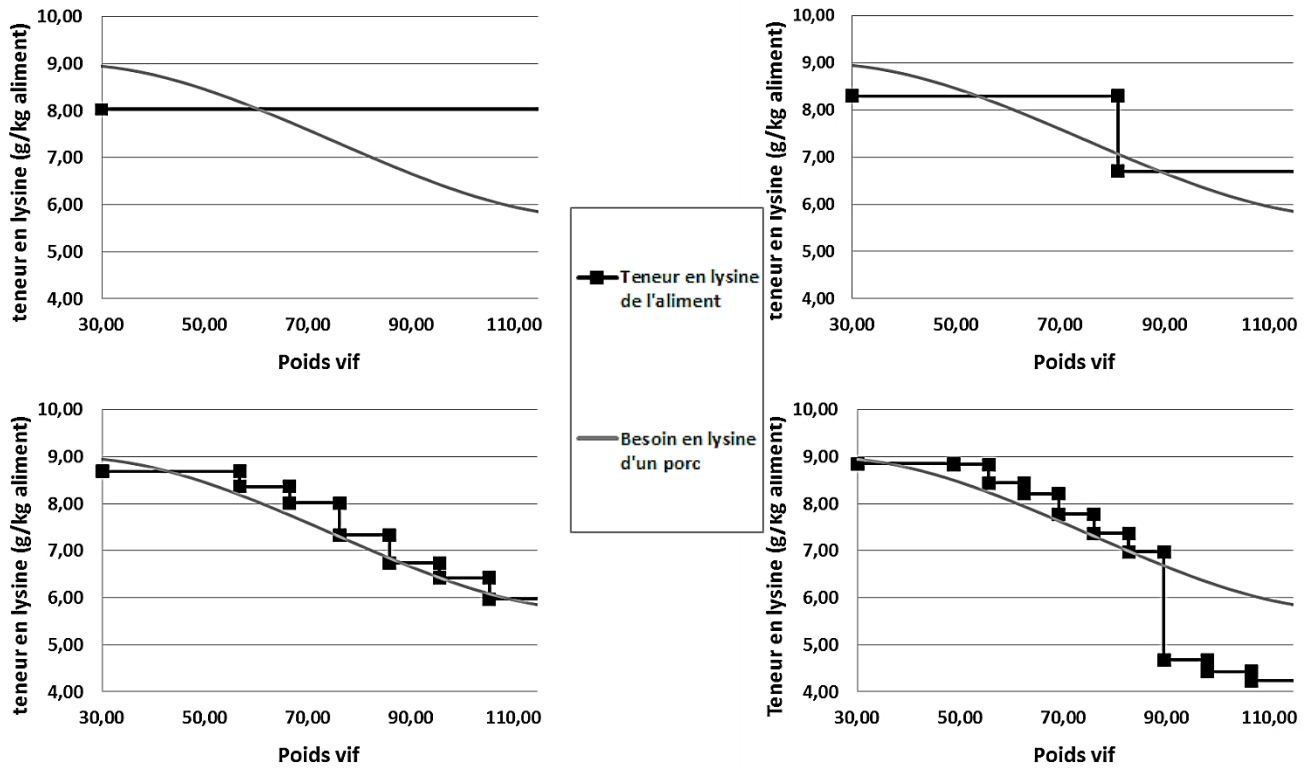 teneur en lysine (g/kg aliment)
10,00
9,00
8,00
7,00
6,00
5,00
4,00
30,00 50,00 70,00 90,00 110,00
Poids vif
teneur en lysine (g/kg aliment)
10,00
9,00
8,00
7,00
6,00
5,00
4,00
30,00 50,00 70,00 90,00 110,00
Poids vif
Teneur en lysine
de l'aliment
Besoin en lysine
d'un porc
teneur en lysine (g/kg aliment)
10,00
9,00
8,00
7,00
6,00
5,00
4,00
30,00 50,00 70,00 90,00 110,00
Poids vif
Teneur en lysine (g/kg aliment)
10,00
9,00
8,00
7,00
6,00
5,00
4,00
30,00 50,00 70,00 90,00 110,00
Poids vif